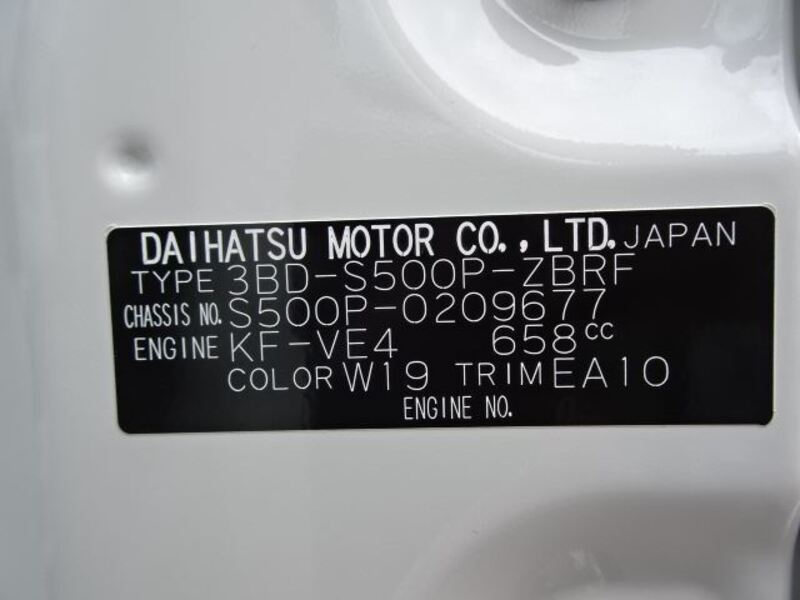 DAIHATSU MOTOR CO., LTD. JAPAN
TYPE 3BD-S500P-ZBRF
CHASSIS NO. S500P-0209677
ENGINE KF-VE4 658cc
COLOR W19 TRIM EA10
ENGINE NO.